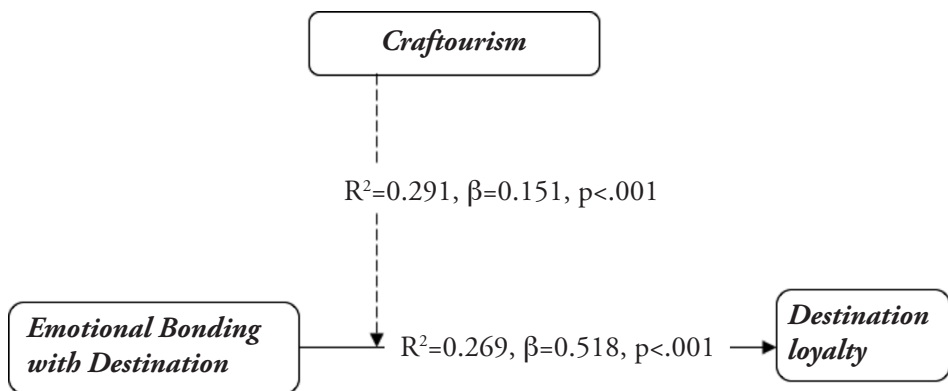 Craftourism
R²=0.291, β=0.151, p<.001
Emotional Bonding
with Destination
R²=0.269, β=0.518, p<.001
Destination
loyalty